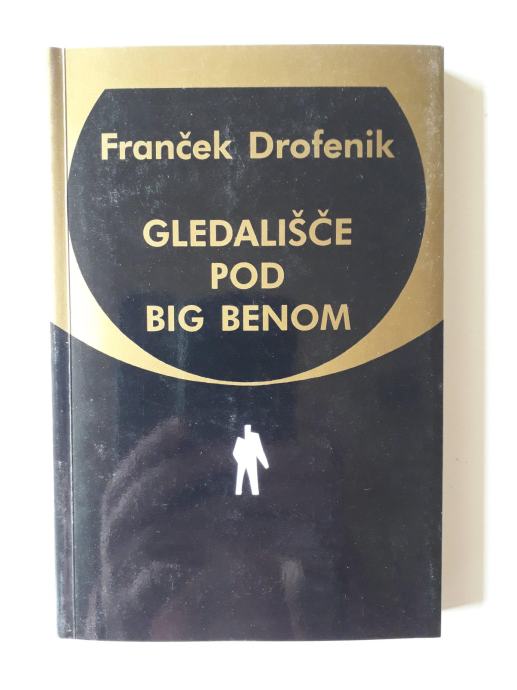 Franček Drofenik
GLEDALIŠČE
POD
BIG BENOM